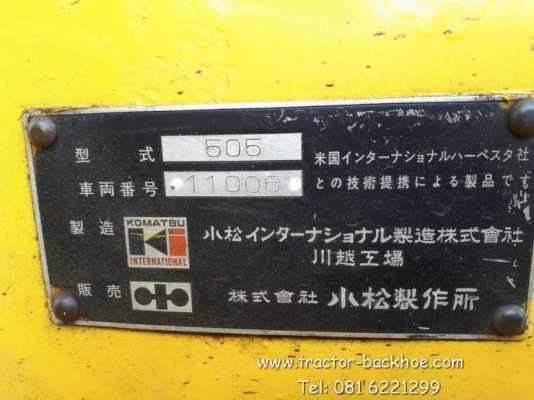 型式 505
車両番号 11006
米国インターナショナルハーベスタ社
との技術提携による製品です
製造 KOMATSU INTERNATIONAL 小松インターナショナル製造株式會社
川越工場
販売 株式會社 小松製作所
www.tractor-backhoe.com
Tel: 081 6221299